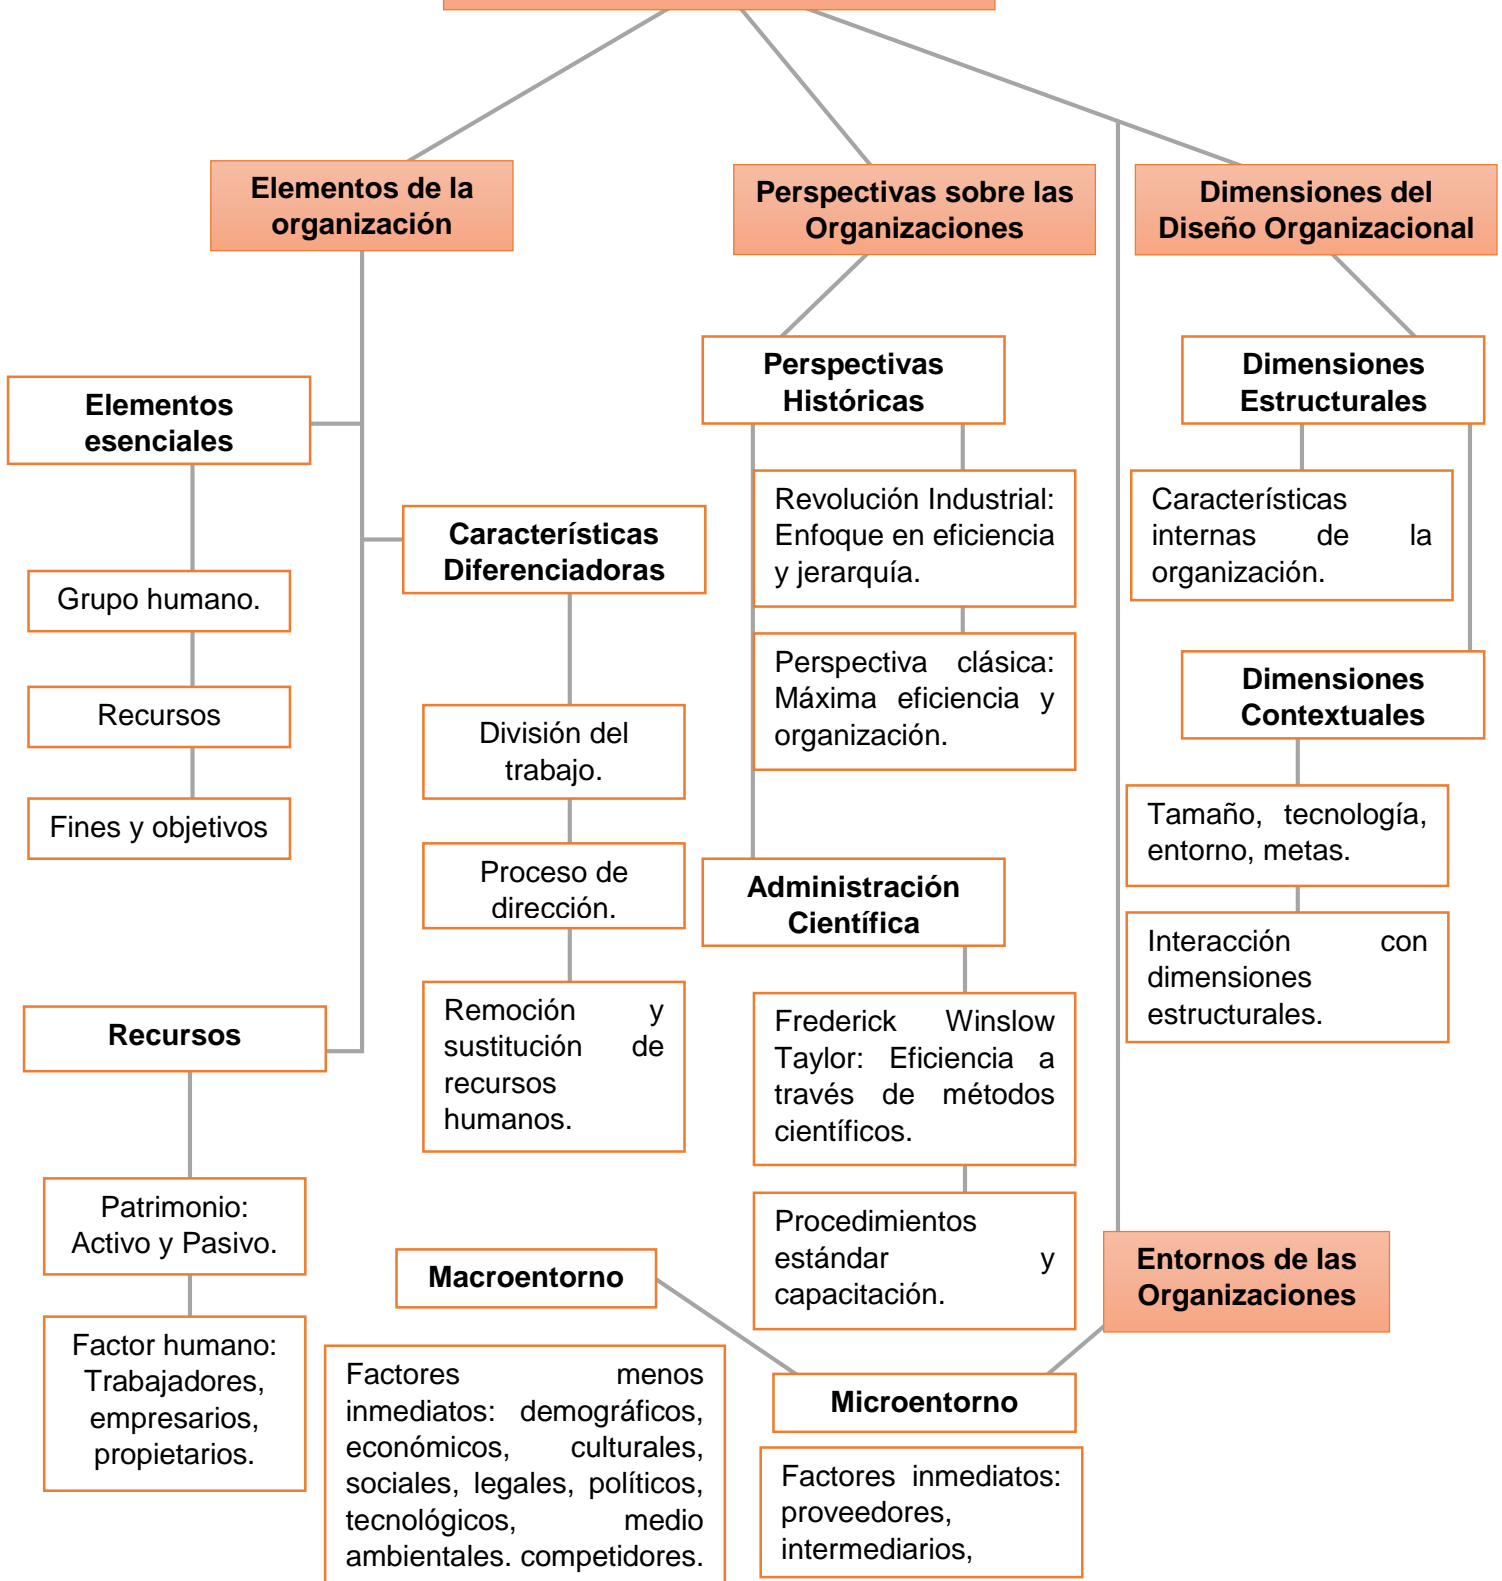 Elementos de la
organización
Perspectivas sobre las
Organizaciones
Dimensiones del
Diseño Organizacional
Elementos
esenciales
Grupo humano.
Recursos
Fines y objetivos
Características
Diferenciadoras
División del
trabajo.
Proceso de
dirección.
Remoción y
sustitución de
recursos
humanos.
Recursos
Patrimonio:
Activo y Pasivo.
Factor humano:
Trabajadores,
empresarios,
propietarios.
Perspectivas
Históricas
Revolución Industrial:
Enfoque en eficiencia
y jerarquía.
Perspectiva clásica:
Máxima eficiencia y
organización.
Administración
Científica
Frederick Winslow
Taylor: Eficiencia a
través de métodos
científicos.
Procedimientos
estándar y
capacitación.
Dimensiones
Estructurales
Características
internas de la
organización.
Dimensiones
Contextuales
Tamaño, tecnología,
entorno, metas.
Interacción con
dimensiones
estructurales.
Entornos de las
Organizaciones
Microentorno
Factores inmediatos:
proveedores,
intermediarios,
Macroentorno
Factores menos
inmediatos: demográficos,
económicos, culturales,
sociales, legales, políticos,
tecnológicos, medio
ambientales. competidores.